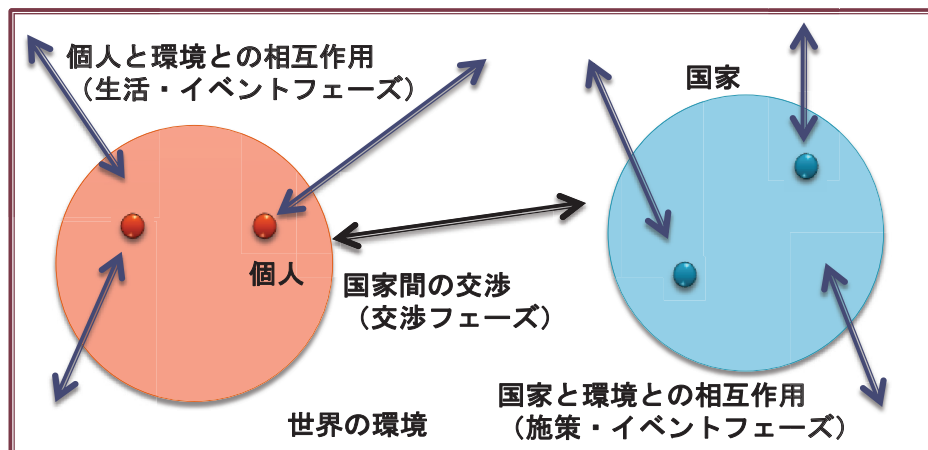 個人と環境との相互作用
（生活・イベントフェーズ）
国家
個人
国家間の交渉
（交渉フェーズ）
国家と環境との相互作用
（施策・イベントフェーズ）
世界の環境